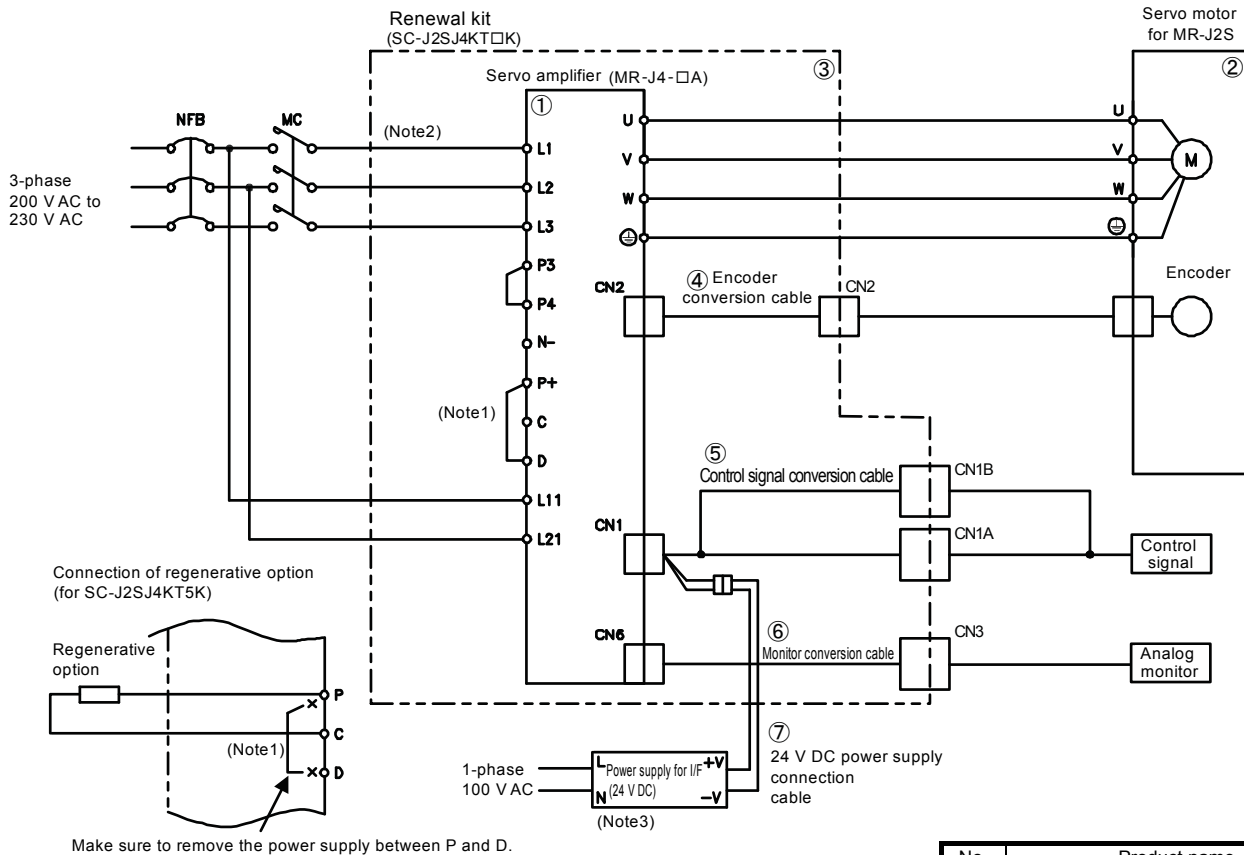 Renewal kit
(SC-J2SJ4KT□K)
Servo motor
for MR-J2S
③
②
Servo amplifier (MR-J4-□A)
①
NFB
MC
(Note2)
L1
L2
L3
3-phase
200 V AC to
230 V AC
U
V
W
U
V
W
M
P3
P4
N-
P+
C
D
(Note1)
L11
L21
CN2
④ Encoder
conversion cable
CN2
Encoder
⑤
Control signal conversion cable
CN1B
CN1
CN1A
Control
signal
CN6
⑥
Monitor conversion cable
CN3
Analog
monitor
Connection of regenerative option
(for SC-J2SJ4KT5K)
Regenerative
option
P
C
D
(Note1)
Make sure to remove the power supply between P and D.
1-phase
100 V AC
L
N
Power supply for I/F
(24 V DC)
+V
-V
(Note3)
⑦
24 V DC power supply
connection
cable
No.
Product name